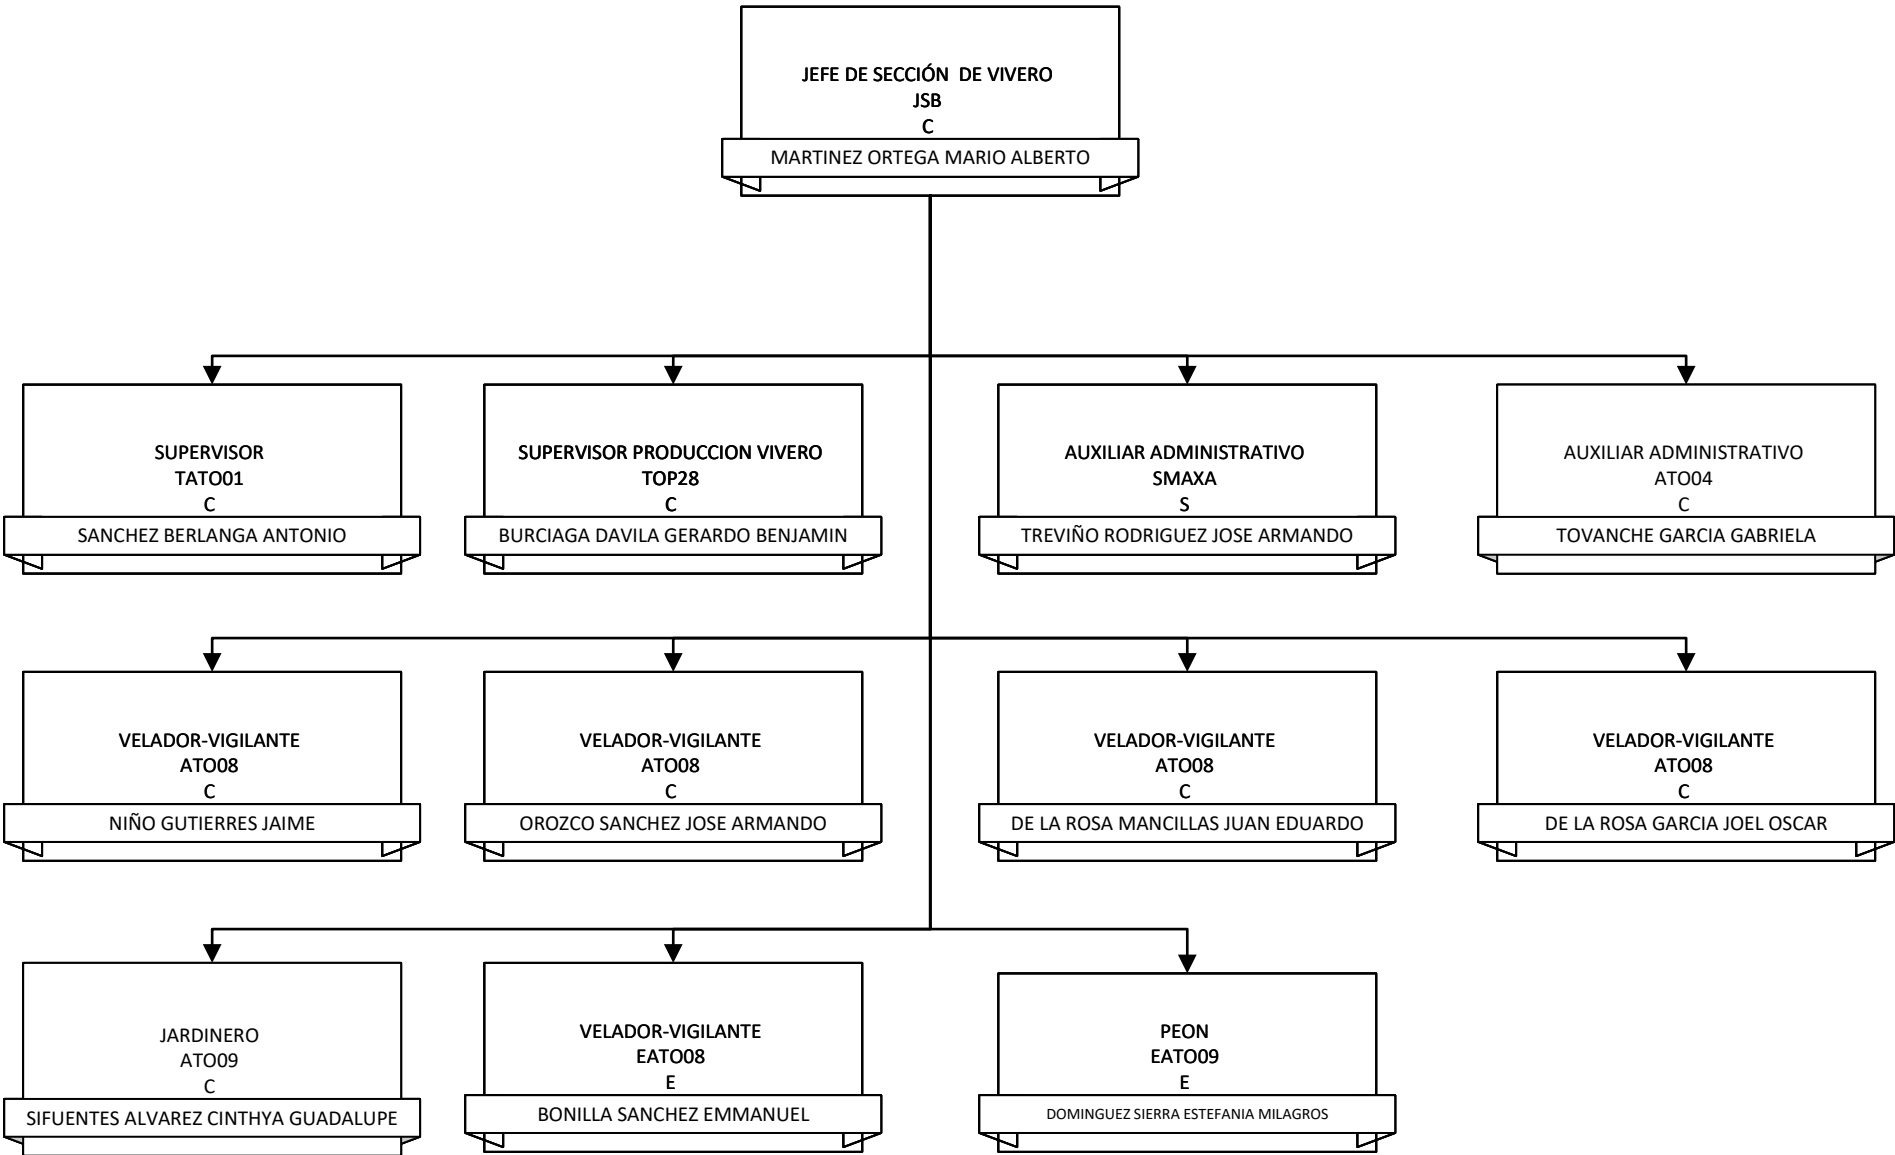 JEFE DE SECCIÓN  DE VIVERO
JSB
C
MARTINEZ ORTEGA MARIO ALBERTO
SUPERVISOR
TATO01
C
SANCHEZ BERLANGA ANTONIO
SUPERVISOR PRODUCCION VIVERO
TOP28
C
BURCIAGA DAVILA GERARDO BENJAMIN
AUXILIAR ADMINISTRATIVO
SMAXA
S
TREVIÑO RODRIGUEZ JOSE ARMANDO
AUXILIAR ADMINISTRATIVO
ATO04
C
TOVANCHE GARCIA GABRIELA
VELADOR-VIGILANTE
ATO08
C
NIÑO GUTIERRES JAIME
VELADOR-VIGILANTE
ATO08
C
OROZCO SANCHEZ JOSE ARMANDO
VELADOR-VIGILANTE
ATO08
C
DE LA ROSA MANCILLAS JUAN EDUARDO
VELADOR-VIGILANTE
ATO08
C
DE LA ROSA GARCIA JOEL OSCAR
JARDINERO
ATO09
C
SIFUENTES ALVAREZ CINTHYA GUADALUPE
VELADOR-VIGILANTE
EATO08
E
BONILLA SANCHEZ EMMANUEL
PEON
EATO09
E
DOMINGUEZ SIERRA ESTEFANIA MILAGROS